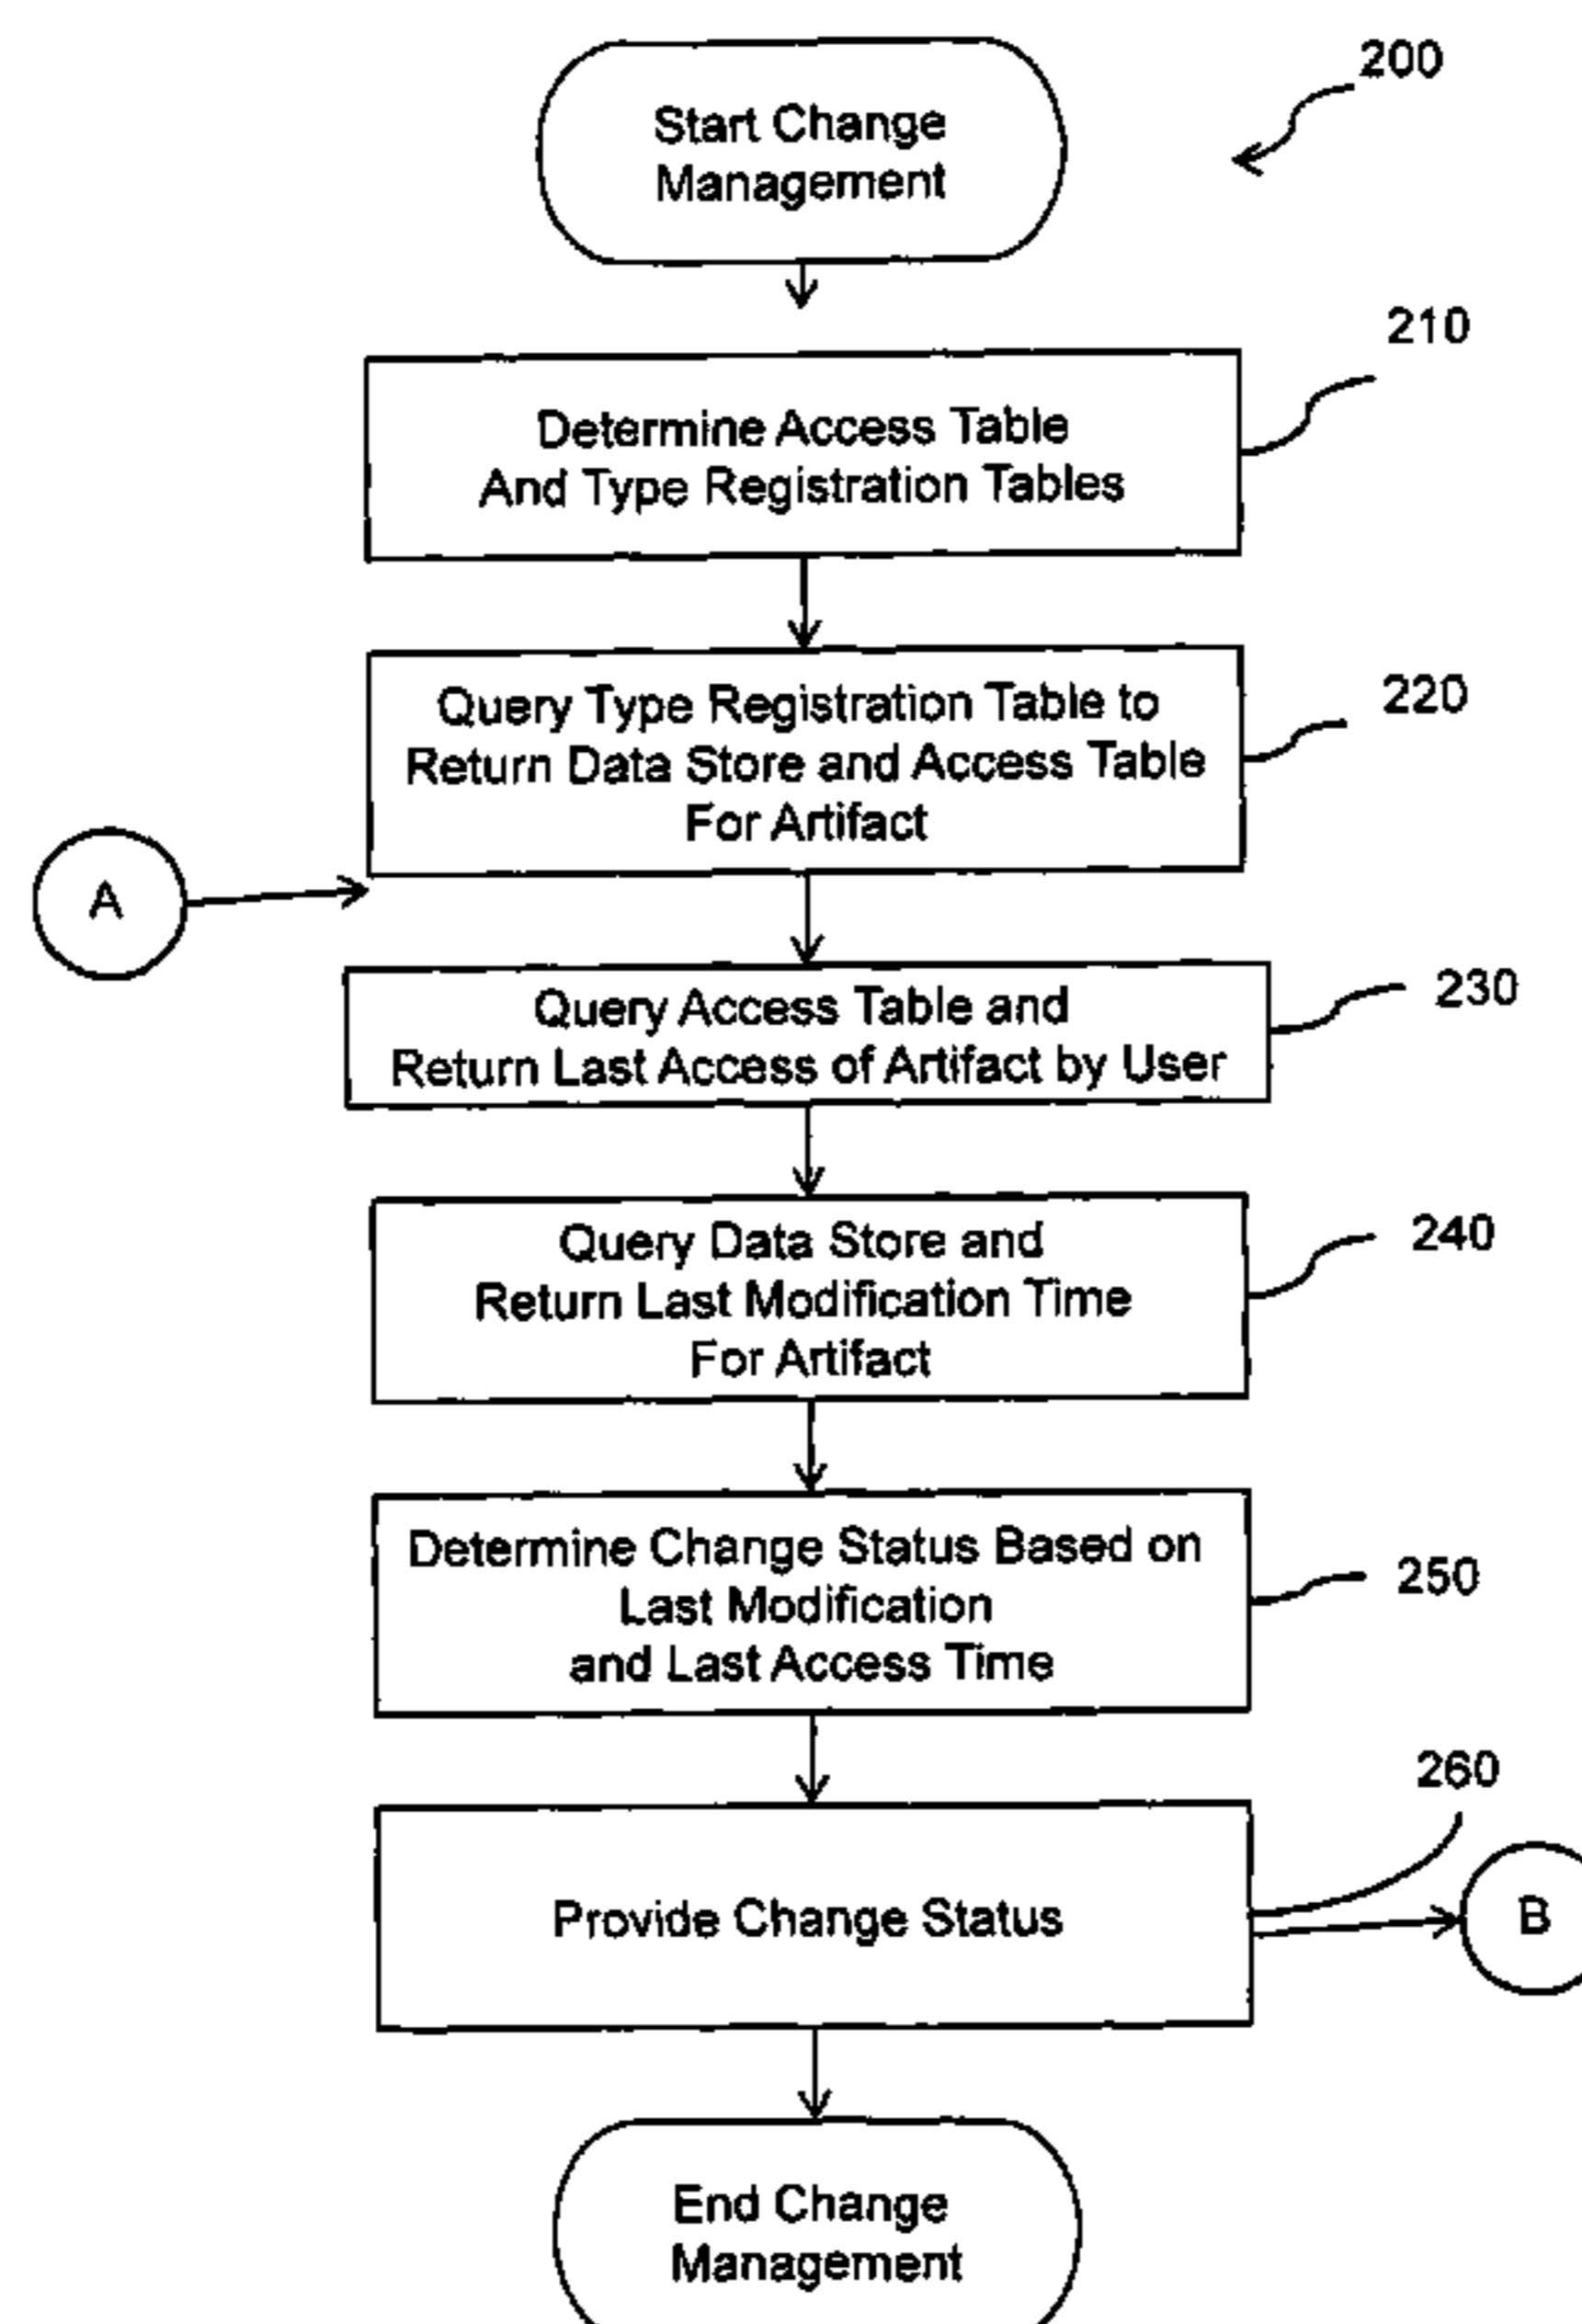 200
Start Change
Management
210
Determine Access Table
And Type Registration Tables
220
Query Type Registration Table to
Return Data Store and Access Table
For Artifact
A
230
Query Access Table and
Return Last Access of Artifact by User
240
Query Data Store and
Return Last Modification Time
For Artifact
250
Determine Change Status Based on
Last Modification
and Last Access Time
260
Provide Change Status
B
End Change
Management